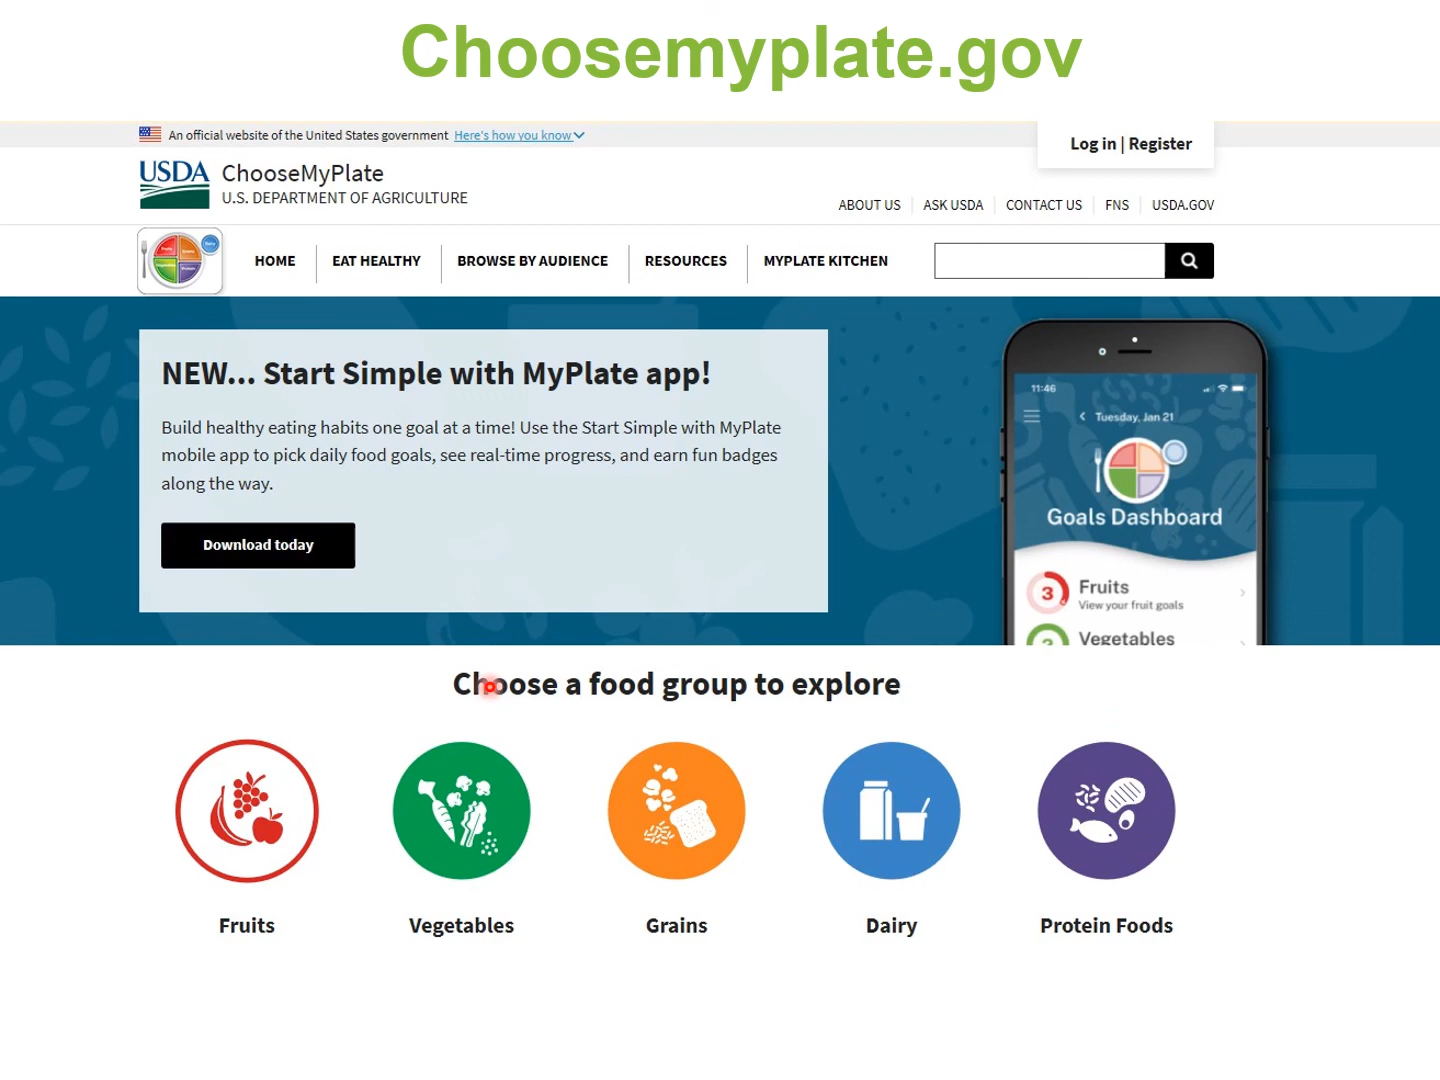 Choosemyplate.gov
An official website of the United States government Here's how you know
Log in | Register
USDA
ChooseMyPlate
U.S. DEPARTMENT OF AGRICULTURE
ABOUT US ASK USDA CONTACT US FNS USDA.GOV
HOME EAT HEALTHY BROWSE BY AUDIENCE RESOURCES MYPLATE KITCHEN
NEW... Start Simple with MyPlate app!
Build healthy eating habits one goal at a time! Use the Start Simple with MyPlate
mobile app to pick daily food goals, see real-time progress, and earn fun badges
along the way.
Download today
11:46
Tuesday, Jan 21
Goals Dashboard
3 Fruits
View your fruit goals
Vegetables
Choose a food group to explore
Fruits Vegetables Grains Dairy Protein Foods